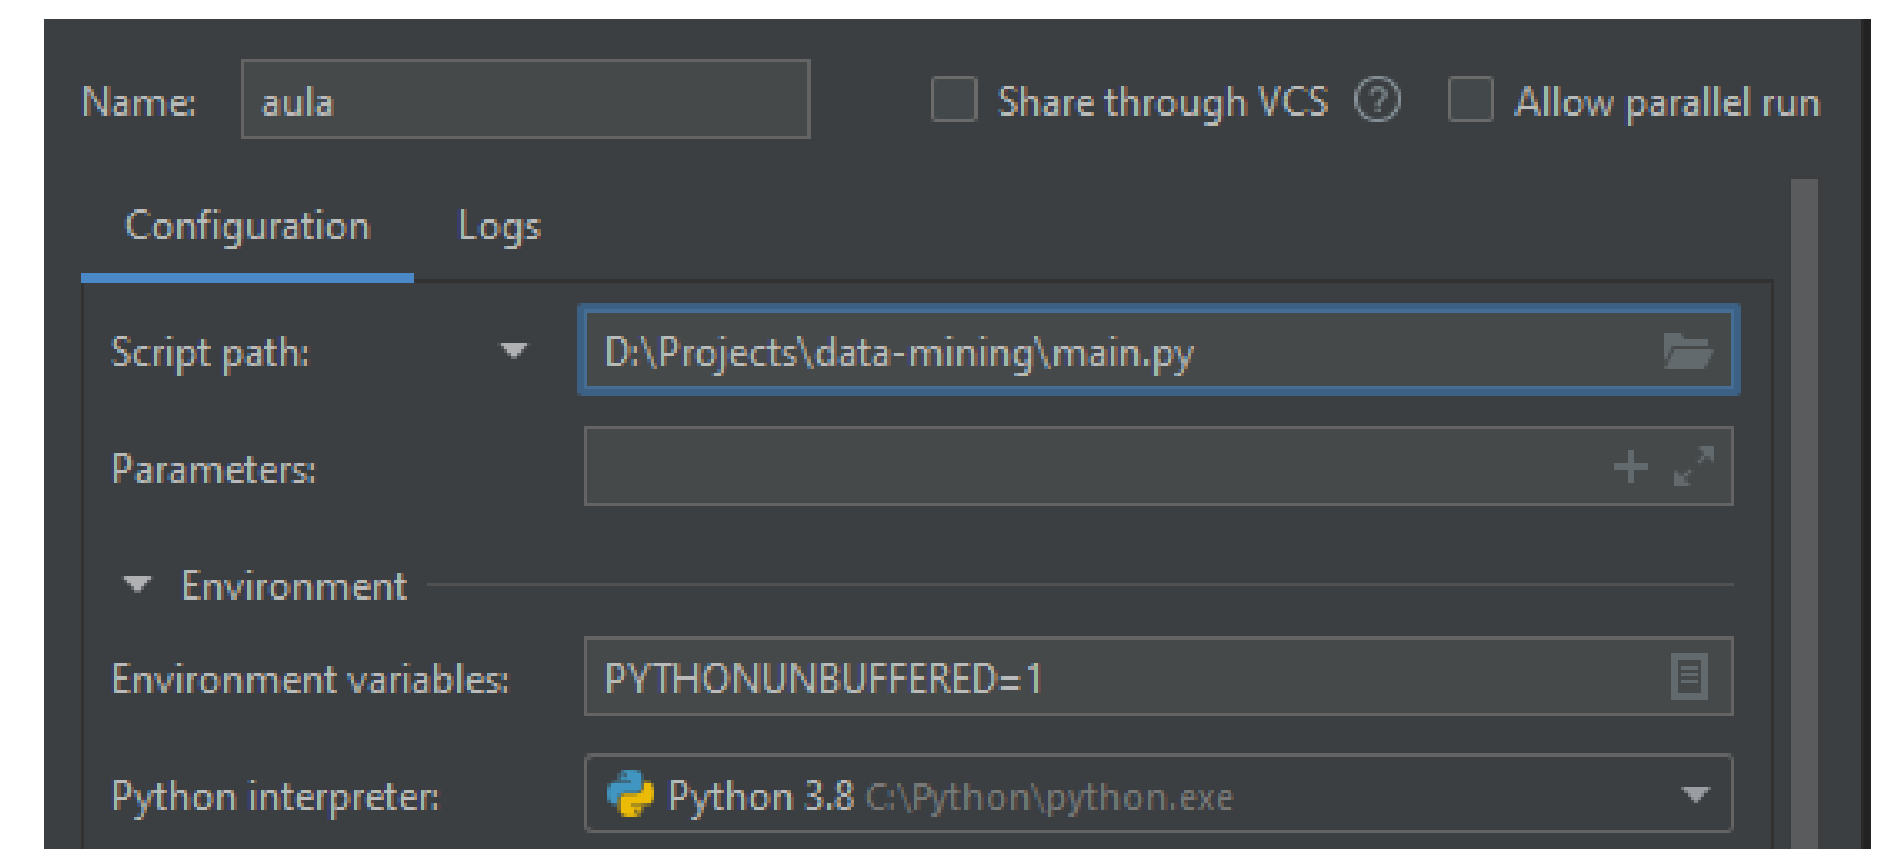 Name: aula Share through VCS ? Allow parallel run
Configuration Logs
Script path: D:\Projects\data-mining\main.py
Parameters:
Environment
Environment variables: PYTHONUNBUFFERED=1
Python interpreter: Python 3.8 C:\Python\python.exe